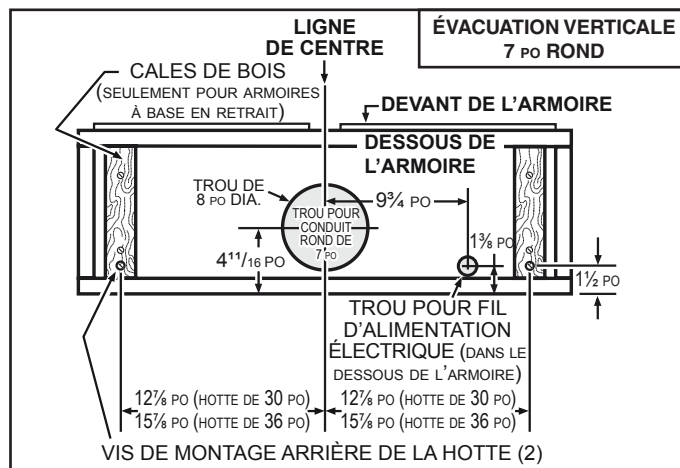 LIGNE
DE CENTRE
ÉVACUATION VERTICALE
7 PO ROND
CALES DE BOIS
(SEULEMENT POUR ARMOIRES
À BASE EN RETRAIT)
DEVANT DE L'ARMOIRE
DESSOUS DE
L'ARMOIRE
TROU DE
8 PO DIA.
TROU POUR
CONDUIT
ROND DE
7 PO
9¾ PO
4¹¹/₁₆ PO
1⅜ PO
1½ PO
TROU POUR FIL
D'ALIMENTATION
ÉLECTRIQUE (DANS LE
DESSOUS DE L'ARMOIRE)
12⅞ PO (HOTTE DE 30 PO)
15⅞ PO (HOTTE DE 36 PO)
12⅞ PO (HOTTE DE 30 PO)
15⅞ PO (HOTTE DE 36 PO)
VIS DE MONTAGE ARRIÈRE DE LA HOTTE (2)